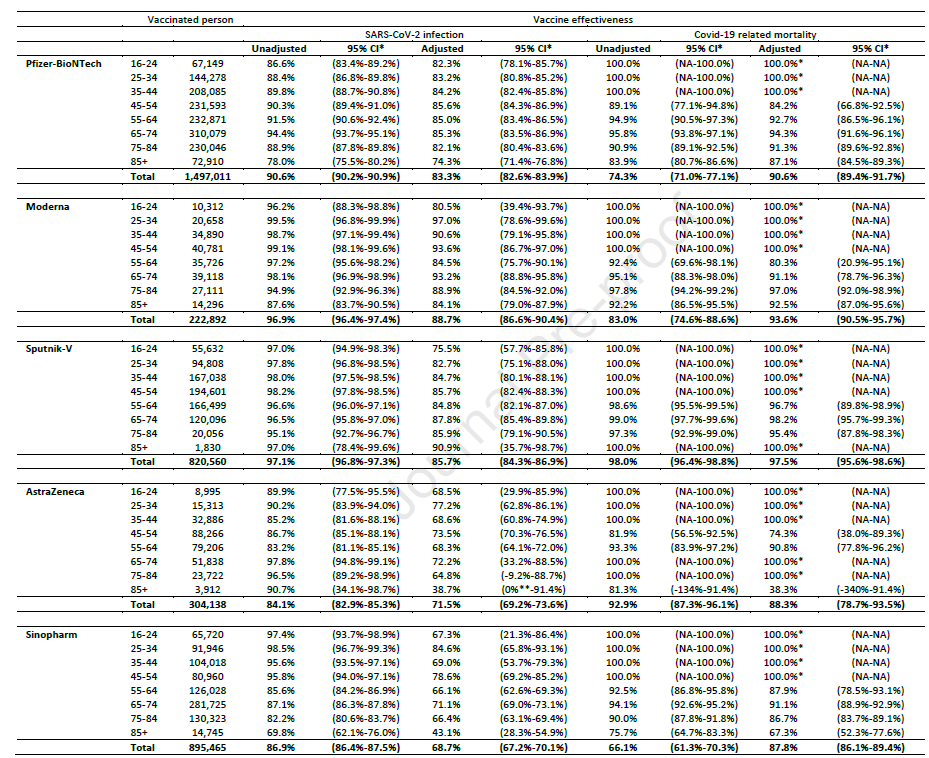 Vaccinated person Vaccine effectiveness
SARS-CoV-2 infection Covid-19 related mortality
Unadjusted 95% CI* Adjusted 95% CI* Unadjusted 95% CI* Adjusted 95% CI*
Pfizer-BioNTech 16-24 67,149 86.6% (83.4%-89.2%) 82.3% (78.1%-85.7%) 100.0% (NA-100.0%) 100.0%* (NA-NA)
25-34 144,278 88.4% (86.8%-89.8%) 83.2% (80.8%-85.2%) 100.0% (NA-100.0%) 100.0%* (NA-NA)
35-44 208,085 89.8% (88.7%-90.8%) 84.2% (82.4%-85.8%) 100.0% (NA-100.0%) 100.0%* (NA-NA)
45-54 231,593 90.3% (89.4%-91.0%) 85.6% (84.3%-86.9%) 89.1% (77.1%-94.8%) 84.2% (66.8%-92.5%)
55-64 232,871 91.5% (90.6%-92.4%) 85.0% (83.4%-86.5%) 94.9% (90.5%-97.3%) 92.7% (86.5%-96.1%)
65-74 310,079 94.4% (93.7%-95.1%) 85.3% (83.5%-86.9%) 95.8% (93.8%-97.1%) 94.3% (91.6%-96.1%)
75-84 230,046 88.9% (87.8%-89.8%) 82.1% (80.4%-83.6%) 90.9% (89.1%-92.5%) 91.3% (89.6%-92.8%)
85+ 72,910 78.0% (75.5%-80.2%) 74.3% (71.4%-76.8%) 83.9% (80.7%-86.6%) 87.1% (84.5%-89.3%)
Total 1,497,011 90.6% (90.2%-90.9%) 83.3% (82.6%-83.9%) 74.3% (71.0%-77.1%) 90.6% (89.4%-91.7%)
Moderna 16-24 10,312 96.2% (88.3%-98.8%) 80.5% (39.4%-93.7%) 100.0% (NA-100.0%) 100.0%* (NA-NA)
25-34 20,658 99.5% (96.8%-99.9%) 97.0% (78.6%-99.6%) 100.0% (NA-100.0%) 100.0%* (NA-NA)
35-44 34,890 98.7% (97.1%-99.4%) 90.6% (79.1%-95.8%) 100.0% (NA-100.0%) 100.0%* (NA-NA)
45-54 40,781 99.1% (98.1%-99.6%) 93.6% (86.7%-97.0%) 100.0% (NA-100.0%) 100.0%* (NA-NA)
55-64 35,726 97.2% (95.6%-98.2%) 84.5% (75.7%-90.1%) 92.4% (69.6%-98.1%) 80.3% (20.9%-95.1%)
65-74 39,118 98.1% (96.9%-98.9%) 93.2% (88.8%-95.8%) 95.1% (88.3%-98.0%) 91.1% (78.7%-96.3%)
75-84 27,111 94.9% (92.9%-96.3%) 88.9% (84.5%-92.0%) 97.8% (94.2%-99.2%) 97.0% (92.0%-98.9%)
85+ 14,296 87.6% (83.7%-90.5%) 84.1% (79.0%-87.9%) 92.2% (86.5%-95.5%) 92.5% (87.0%-95.6%)
Total 222,892 96.9% (96.4%-97.4%) 88.7% (86.6%-90.4%) 83.0% (74.6%-88.6%) 93.6% (90.5%-95.7%)
Sputnik-V 16-24 55,632 97.0% (94.9%-98.3%) 75.5% (57.7%-85.8%) 100.0% (NA-100.0%) 100.0%* (NA-NA)
25-34 94,808 97.8% (96.8%-98.5%) 82.7% (75.1%-88.0%) 100.0% (NA-100.0%) 100.0%* (NA-NA)
35-44 167,038 98.0% (97.5%-98.5%) 84.7% (80.1%-88.1%) 100.0% (NA-100.0%) 100.0%* (NA-NA)
45-54 194,601 98.2% (97.8%-98.5%) 85.7% (82.4%-88.3%) 100.0% (NA-100.0%) 100.0%* (NA-NA)
55-64 166,499 96.6% (96.0%-97.1%) 84.8% (82.1%-87.0%) 98.6% (95.5%-99.5%) 96.7% (89.8%-98.9%)
65-74 120,096 96.5% (95.8%-97.0%) 87.8% (85.4%-89.8%) 99.0% (97.7%-99.6%) 98.2% (95.7%-99.3%)
75-84 20,056 95.1% (92.7%-96.7%) 85.9% (79.1%-90.5%) 97.3% (92.9%-99.0%) 95.4% (87.8%-98.3%)
85+ 1,830 97.0% (78.4%-99.6%) 90.9% (35.7%-98.7%) 100.0% (NA-100.0%) 100.0%* (NA-NA)
Total 820,560 97.1% (96.8%-97.3%) 85.7% (84.3%-86.9%) 98.0% (96.4%-98.8%) 97.5% (95.6%-98.6%)
AstraZeneca 16-24 8,995 89.9% (77.5%-95.5%) 68.5% (29.9%-85.9%) 100.0% (NA-100.0%) 100.0%* (NA-NA)
25-34 15,313 90.2% (83.9%-94.0%) 77.2% (62.8%-86.1%) 100.0% (NA-100.0%) 100.0%* (NA-NA)
35-44 32,886 85.2% (81.6%-88.1%) 68.6% (60.8%-74.9%) 100.0% (NA-100.0%) 100.0%* (NA-NA)
45-54 88,266 86.7% (85.1%-88.1%) 73.5% (70.3%-76.5%) 81.9% (56.5%-92.5%) 74.3% (38.0%-89.3%)
55-64 79,206 83.2% (81.1%-85.1%) 68.3% (64.1%-72.0%) 93.3% (83.9%-97.2%) 90.8% (77.8%-96.2%)
65-74 51,838 97.8% (94.8%-99.1%) 72.2% (33.2%-88.5%) 100.0% (NA-100.0%) 100.0%* (NA-NA)
75-84 23,722 96.5% (89.2%-98.9%) 64.8% (-9.2%-88.7%) 100.0% (NA-100.0%) 100.0%* (NA-NA)
85+ 3,912 90.7% (34.1%-98.7%) 38.7% (0%**-91.4%) 81.3% (-134%-91.4%) 38.3% (-340%-91.4%)
Total 304,138 84.1% (82.9%-85.3%) 71.5% (69.2%-73.6%) 92.9% (87.3%-96.1%) 88.3% (78.7%-93.5%)
Sinopharm 16-24 65,720 97.4% (93.7%-98.9%) 67.3% (21.3%-86.4%) 100.0% (NA-100.0%) 100.0%* (NA-NA)
25-34 91,946 98.5% (96.7%-99.3%) 84.6% (65.8%-93.1%) 100.0% (NA-100.0%) 100.0%* (NA-NA)
35-44 104,018 95.6% (93.5%-97.1%) 69.0% (53.7%-79.3%) 100.0% (NA-100.0%) 100.0%* (NA-NA)
45-54 80,960 95.8% (94.0%-97.1%) 78.6% (69.2%-85.2%) 100.0% (NA-100.0%) 100.0%* (NA-NA)
55-64 126,028 85.6% (84.2%-86.9%) 66.1% (62.6%-69.3%) 92.5% (86.8%-95.8%) 87.9% (78.5%-93.1%)
65-74 281,725 87.1% (86.3%-87.8%) 71.1% (69.0%-73.1%) 94.1% (92.6%-95.2%) 91.1% (88.9%-92.9%)
75-84 130,323 82.2% (80.6%-83.7%) 66.4% (63.1%-69.4%) 90.0% (87.8%-91.8%) 86.7% (83.7%-89.1%)
85+ 14,745 69.8% (62.1%-76.0%) 43.1% (28.3%-54.9%) 75.7% (64.7%-83.3%) 67.3% (52.3%-77.6%)
Total 895,465 86.9% (86.4%-87.5%) 68.7% (67.2%-70.1%) 66.1% (61.3%-70.3%) 87.8% (86.1%-89.4%)
Journal Pre-proof